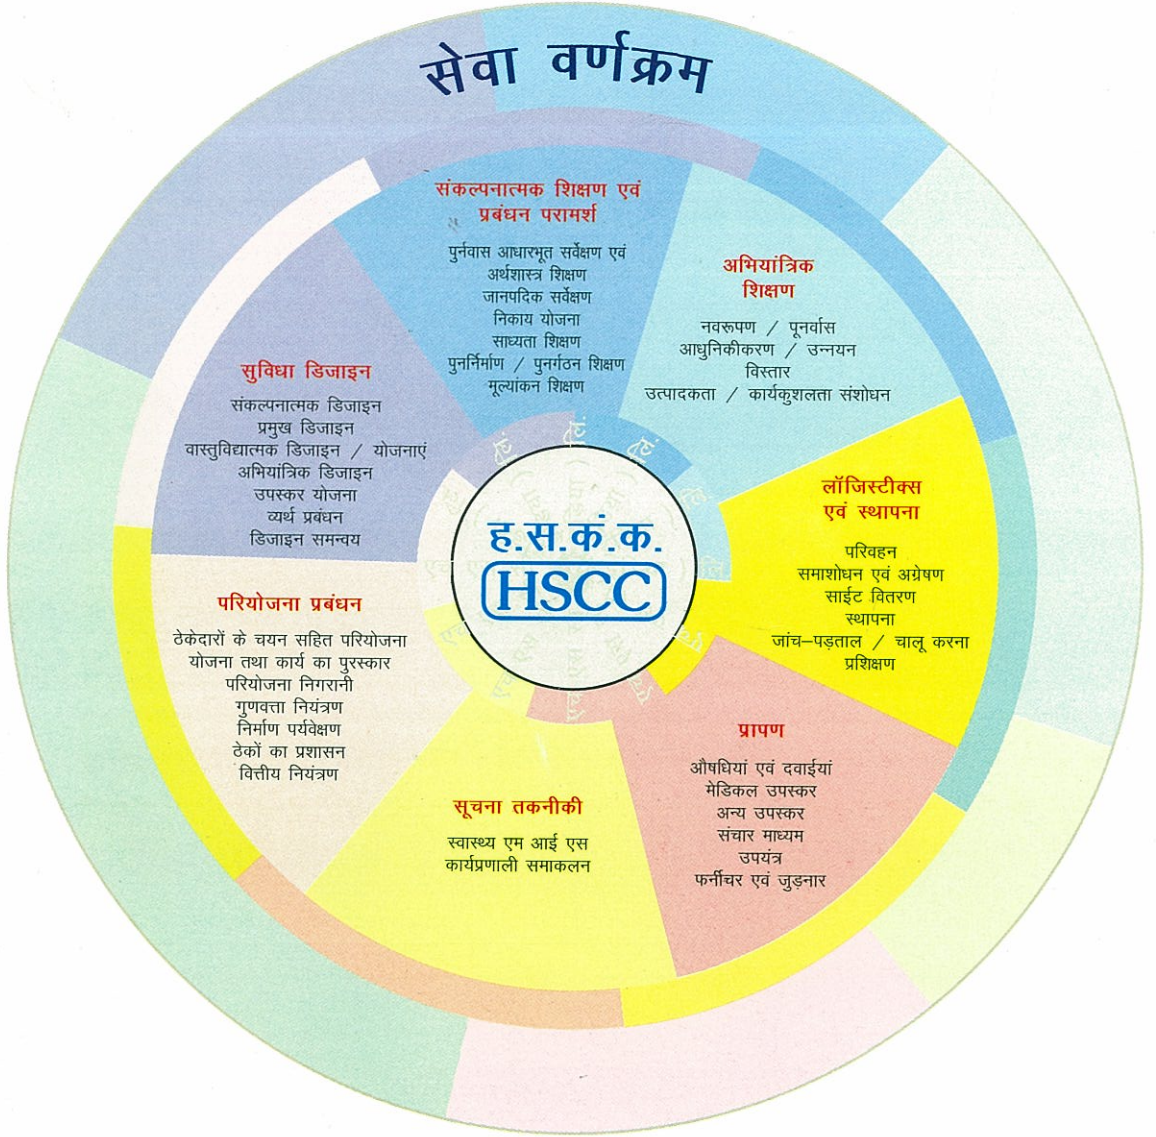 सेवा वर्णक्रम
संकल्पनात्मक शिक्षण एवं
प्रबंधन परामर्श
पुर्नवास आधारभूत सर्वेक्षण एवं
अर्थशास्त्र शिक्षण
जानपदिक सर्वेक्षण
निकाय योजना
साध्यता शिक्षण
पुनर्निर्माण / पुनर्गठन शिक्षण
मूल्यांकन शिक्षण
अभियांत्रिक
शिक्षण
नवरूपण / पूनर्वास
आधुनिकीकरण / उन्नयन
विस्तार
उत्पादकता / कार्यकुशलता संशोधन
लॉजिस्टीक्स
एवं स्थापना
परिवहन
समाशोधन एवं अग्रेषण
साईट वितरण
स्थापना
जांच–पड़ताल / चालू करना
प्रशिक्षण
प्रापण
औषधियां एवं दवाईयां
मेडिकल उपस्कर
अन्य उपस्कर
संचार माध्यम
उपयंत्र
फर्नीचर एवं जुड़नार
सूचना तकनीकी
स्वास्थ्य एम आई एस
कार्यप्रणाली समाकलन
परियोजना प्रबंधन
ठेकेदारों के चयन सहित परियोजना
योजना तथा कार्य का पुरस्कार
परियोजना निगरानी
गुणवत्ता नियंत्रण
निर्माण पर्यवेक्षण
ठेकों का प्रशासन
वित्तीय नियंत्रण
सुविधा डिजाइन
संकल्पनात्मक डिजाइन
प्रमुख डिजाइन
वास्तुविद्यात्मक डिजाइन / योजनाएं
अभियांत्रिक डिजाइन
उपस्कर योजना
व्यर्थ प्रबंधन
डिजाइन समन्वय
ह.स.कं.क.
HSCC